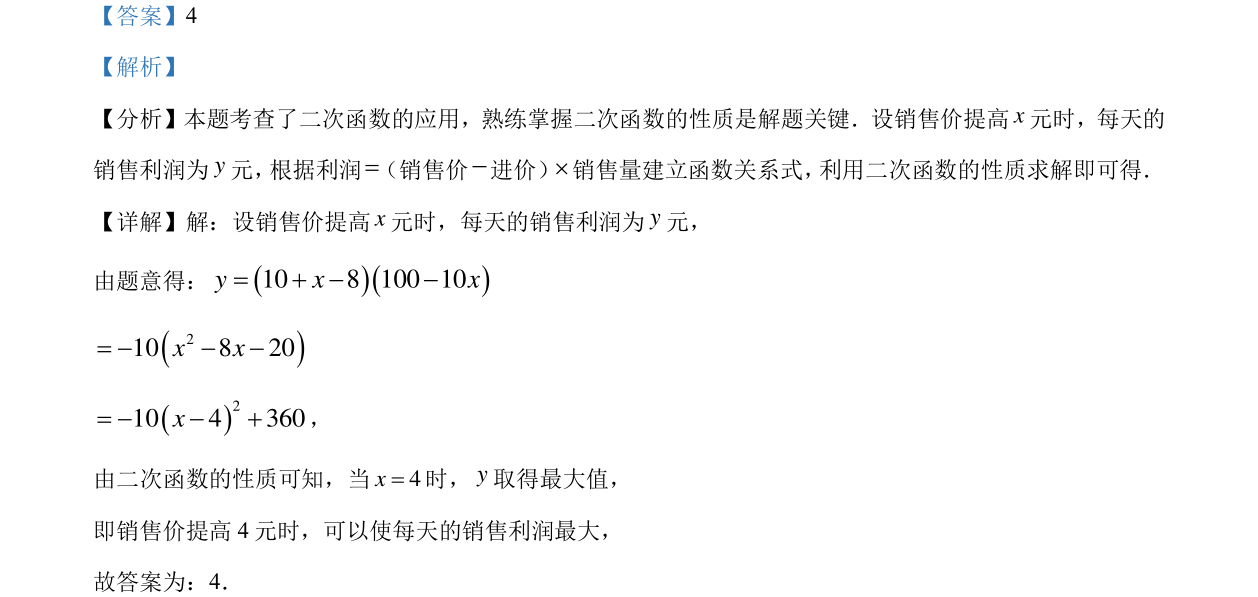 【答案】4
【解析】
【分析】本题考查了二次函数的应用，熟练掌握二次函数的性质是解题关键．设销售价提高 x 元时，每天的
销售利润为 y 元，根据利润=（销售价－进价）×销售量建立函数关系式，利用二次函数的性质求解即可得．
【详解】解：设销售价提高 x 元时，每天的销售利润为 y 元，
由题意得： y=(10+x−8)(100−10x)
=−10(x²−8x−20)
=−10(x−4)²+360，
由二次函数的性质可知，当 x=4 时， y 取得最大值，
即销售价提高 4 元时，可以使每天的销售利润最大，
故答案为：4．